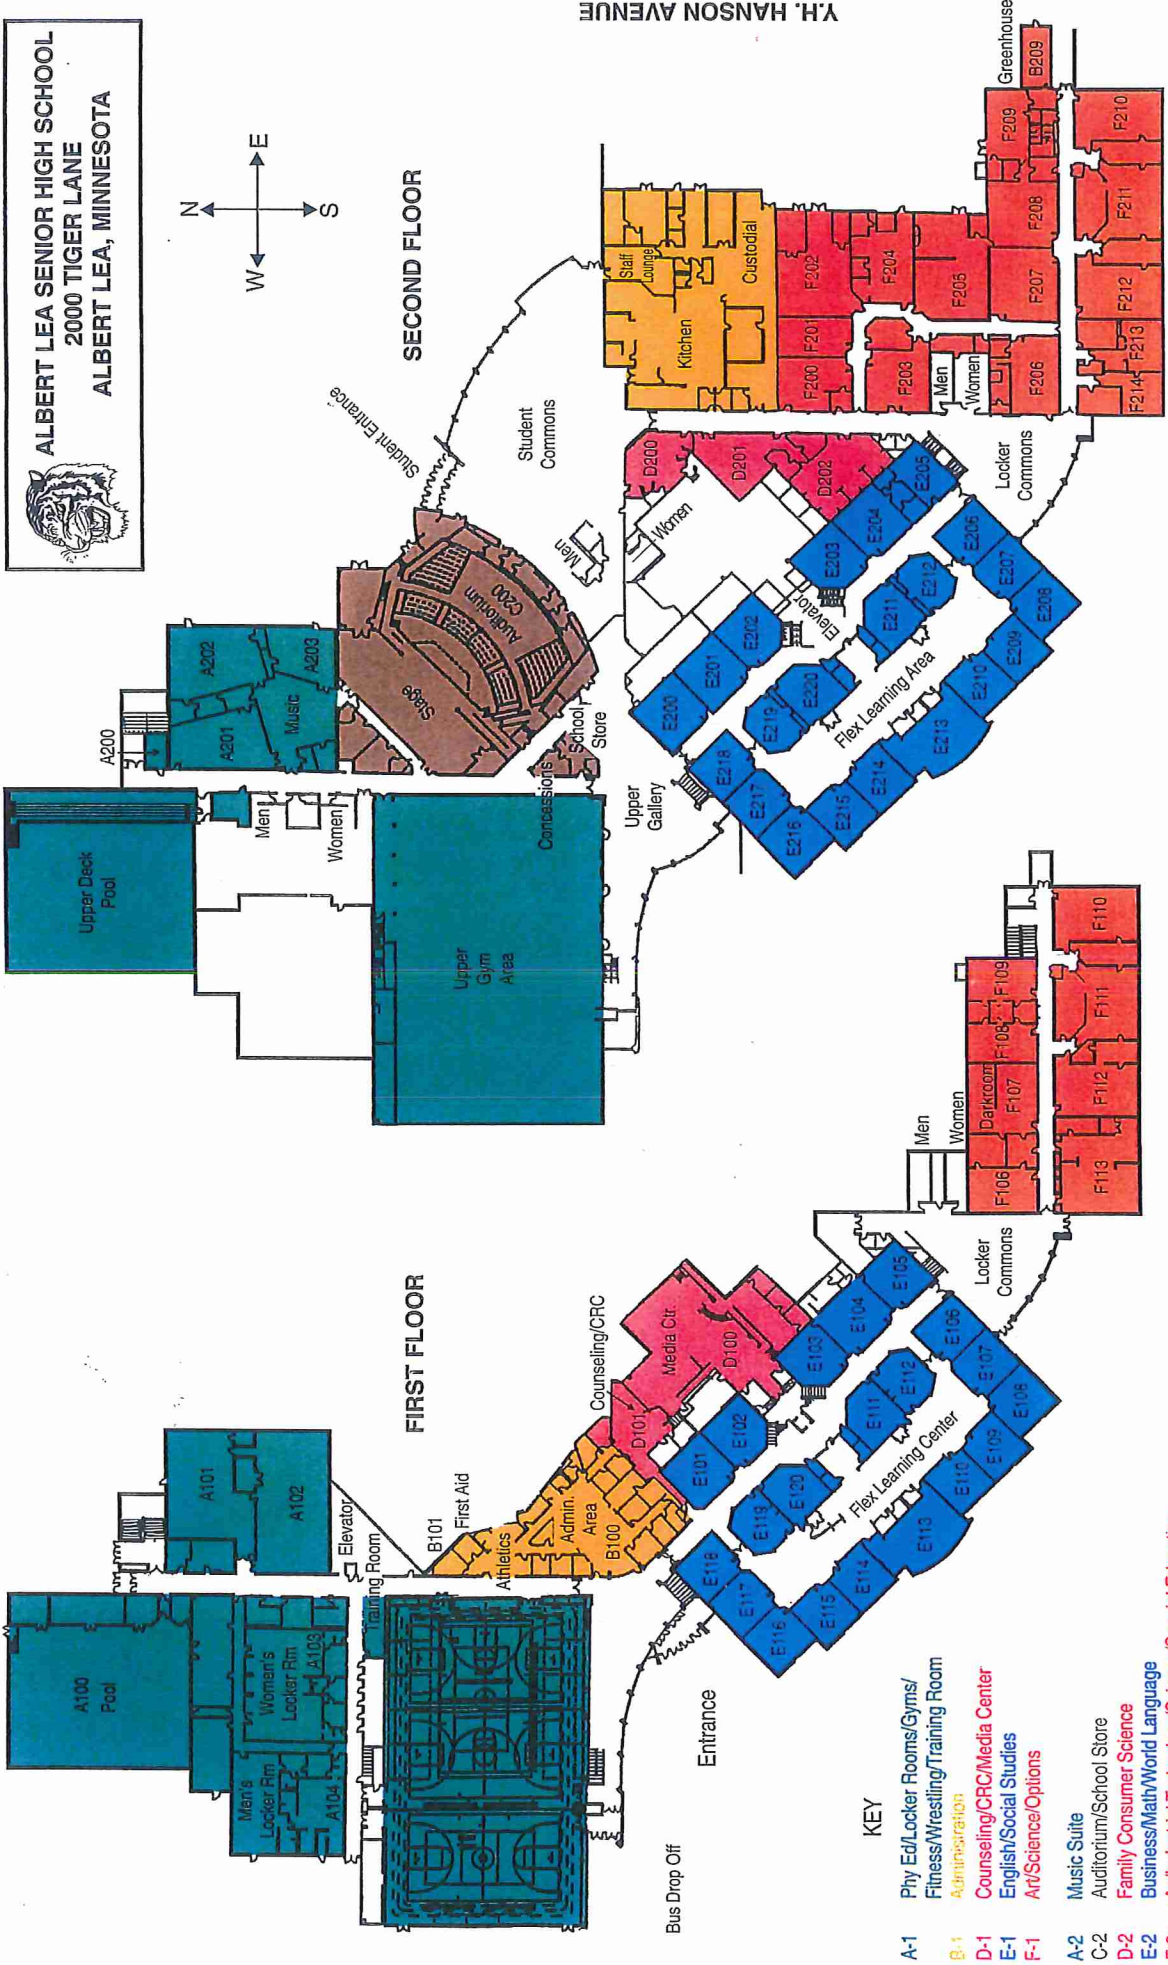 ALBERT LEA SENIOR HIGH SCHOOL
2000 TIGER LANE
ALBERT LEA, MINNESOTA
N
W
E
S
Y.H. HANSON AVENUE
SECOND FLOOR
Upper Deck
Pool
A200
A201
A202
A203
Music
Men
Women
Upper
Gym
Area
Concessions
School
Store
Stage
Auditorium
C200
Student Entrance
Student
Commons
Men
Women
Upper
Gallery
Kitchen
Staff
Lounge
Custodial
D200
D201
D202
E200
E201
E202
Elevator
E203
E204
E205
E206
E207
E208
E209
E210
E211
E212
E213
E214
E215
E216
E217
E218
E219
E220
Flex Learning Area
Locker
Commons
F200
F201
F202
F203
F204
F205
Men
Women
F206
F207
F208
F209
Greenhouse
B209
F210
F211
F212
F213
F214
FIRST FLOOR
A100
Pool
A101
A102
Women's
Locker Rm
A103
Men's
Locker Rm
A104
Elevator
Training Room
B101
First Aid
Athletics
Admin.
Area
B100
Counseling/CRC
D101
Media Ctr.
D100
E101
E102
E103
E104
E105
E106
E107
E108
E109
E110
E111
E112
E113
E114
E115
E116
E117
E118
E119
E120
Flex Learning Center
Entrance
Bus Drop Off
Locker
Commons
Men
Women
F106
Darkroom
F107
F108
F109
F110
F111
F112
F113
KEY
A-1 Phy Ed/Locker Rooms/Gyms/
Fitness/Wrestling/Training Room
B-1 Administration
D-1 Counseling/CRC/Media Center
E-1 English/Social Studies
F-1 Art/Science/Options
A-2 Music Suite
C-2 Auditorium/School Store
D-2 Family Consumer Science
E-2 Business/Math/World Language